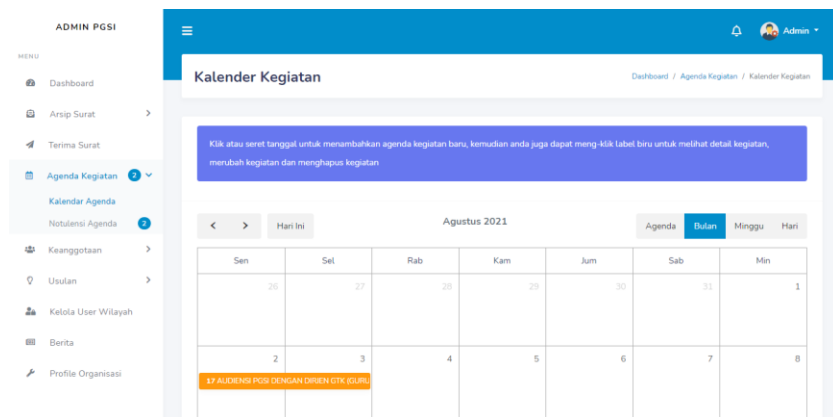 ADMIN PGSI
Admin
MENU
Dashboard
Arsip Surat
Terima Surat
Agenda Kegiatan 2
Kalendar Agenda
Notulensi Agenda 2
Keanggotaan
Usulan
Kelola User Wilayah
Berita
Profile Organisasi
Kalender Kegiatan
Dashboard / Agenda Kegiatan / Kalender Kegiatan
Klik atau seret tanggal untuk menambahkan agenda kegiatan baru, kemudian anda juga dapat meng-klik label biru untuk melihat detail kegiatan,
merubah kegiatan dan menghapus kegiatan
Hari Ini
Agustus 2021
Agenda Bulan Minggu Hari
Sen Sel Rab Kam Jum Sab Min
26 27 28 29 30 31 1
2 3 4 5 6 7 8
17 AUDIENSI PGSI DENGAN DIRJEN GTK (GURU